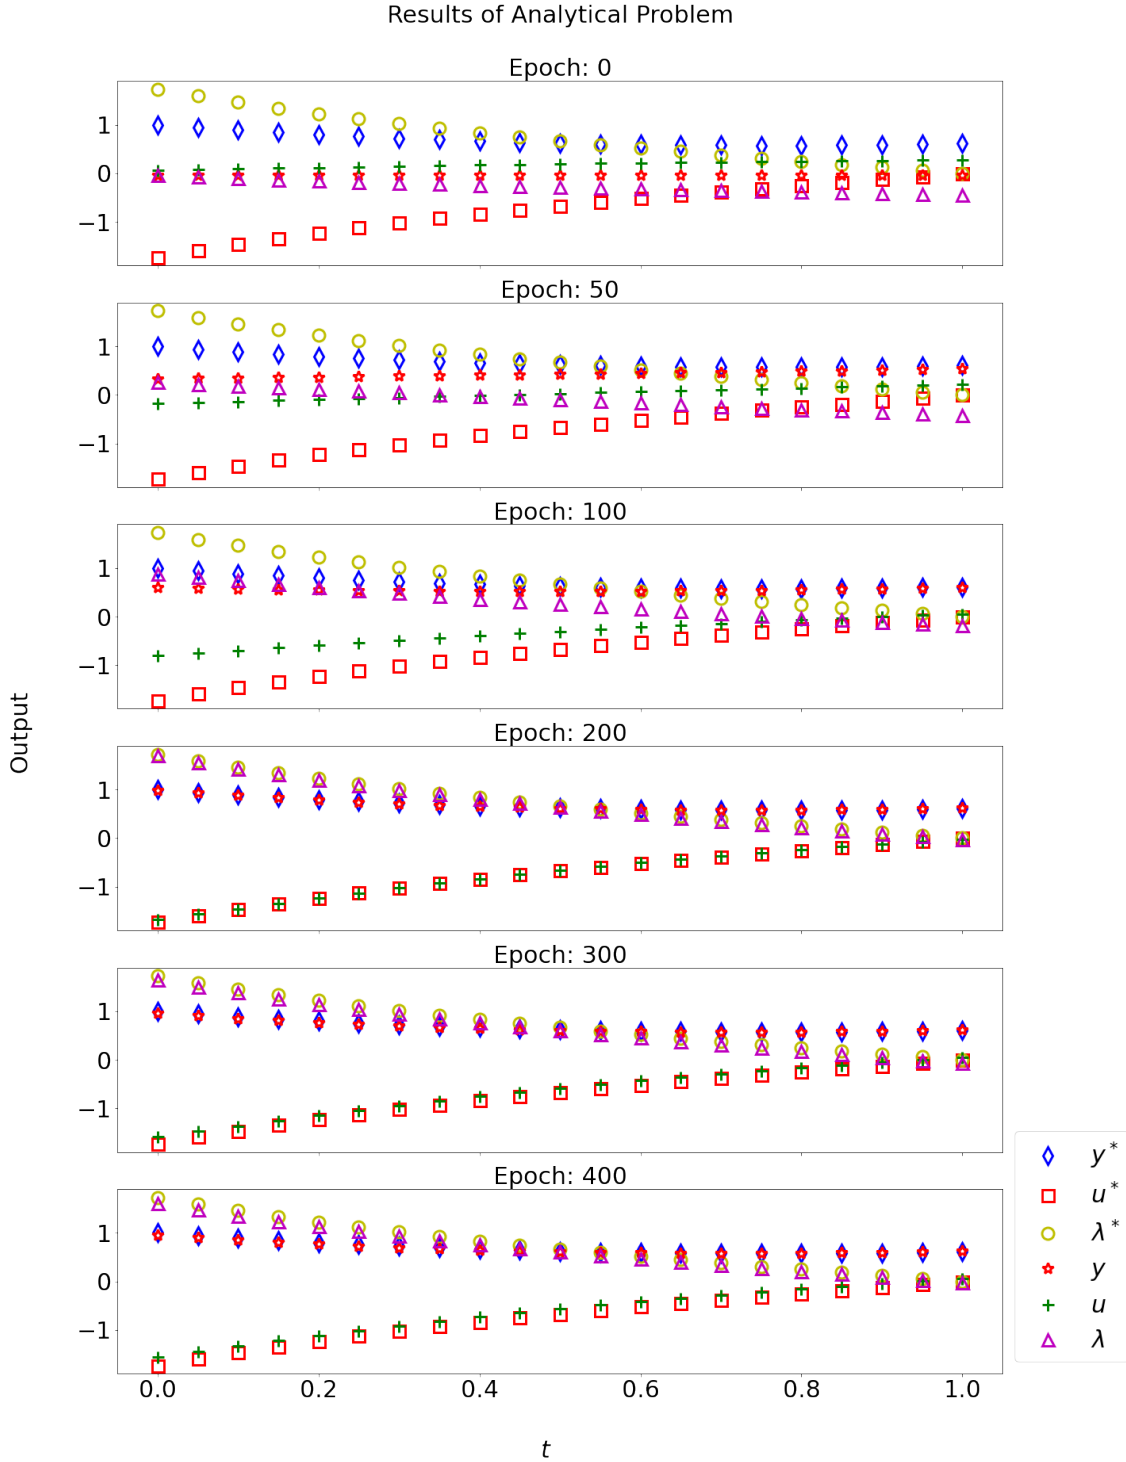 Results of Analytical Problem
Epoch: 0
1
0
−1
Epoch: 50
1
0
−1
Epoch: 100
1
0
−1
Output
Epoch: 200
1
0
−1
Epoch: 300
1
0
−1
Epoch: 400
1
0
−1
0.0 0.2 0.4 0.6 0.8 1.0
t
y*
u*
λ*
y
u
λ